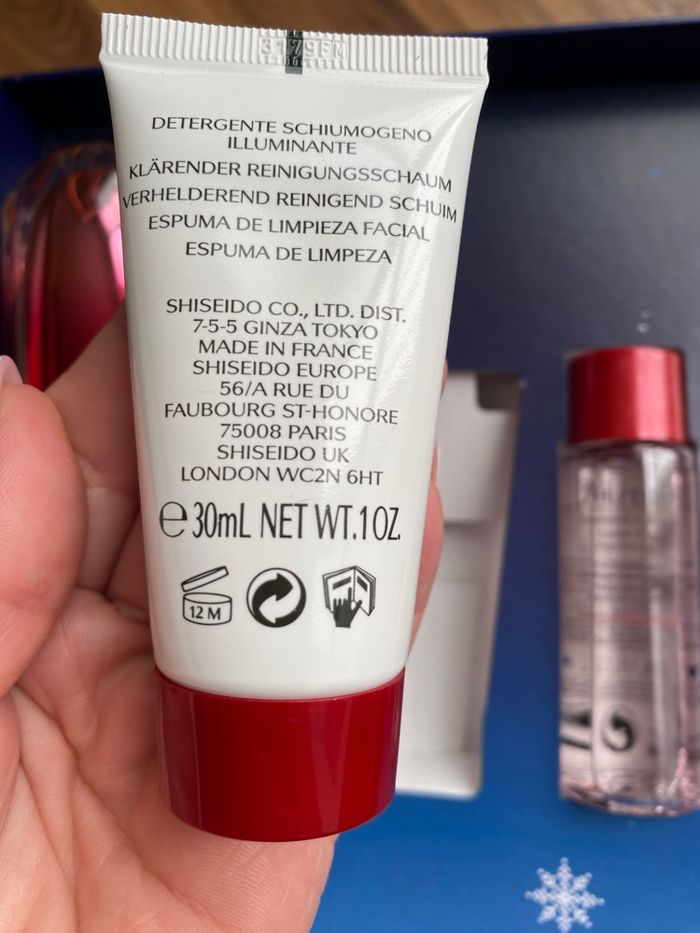 3179FM
DETERGENTE SCHIUMOGENO
ILLUMINANTE
KLÄRENDER REINIGUNGSSCHAUM
VERHELDEREND REINIGEND SCHUIM
ESPUMA DE LIMPIEZA FACIAL
ESPUMA DE LIMPEZA
SHISEIDO CO., LTD. DIST.
7-5-5 GINZA TOKYO
MADE IN FRANCE
SHISEIDO EUROPE
56/A RUE DU
FAUBOURG ST-HONORE
75008 PARIS
SHISEIDO UK
LONDON WC2N 6HT
℮30mL NET WT.1OZ.
12 M